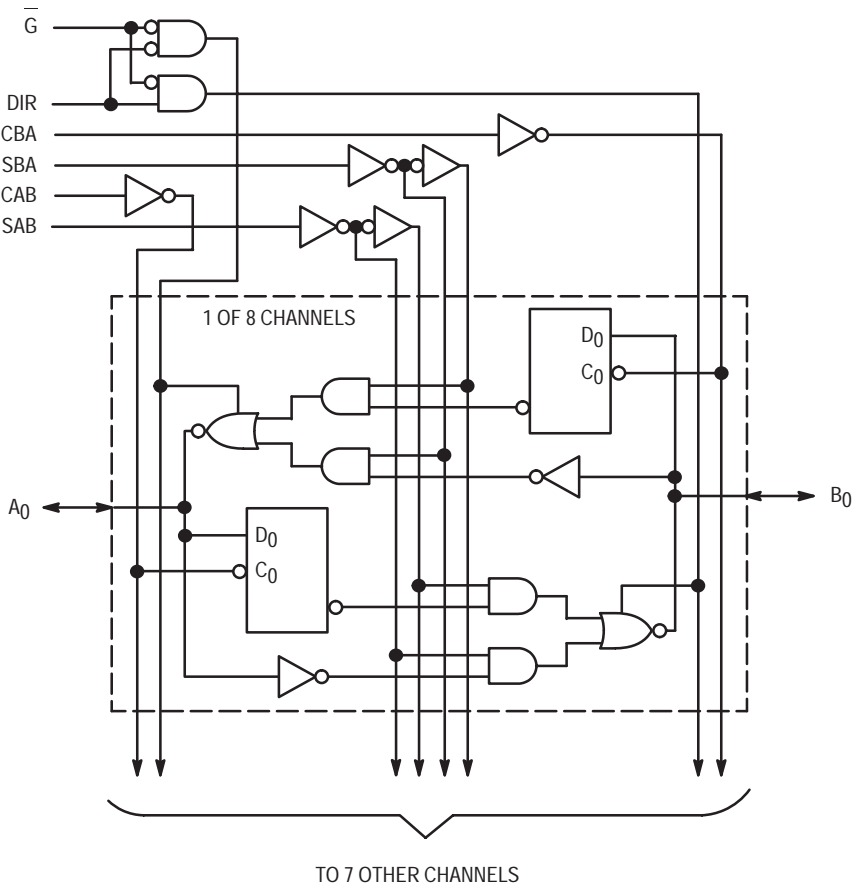 G
DIR
CBA
SBA
CAB
SAB
1 OF 8 CHANNELS
D0
C0
A0
B0
D0
C0
TO 7 OTHER CHANNELS